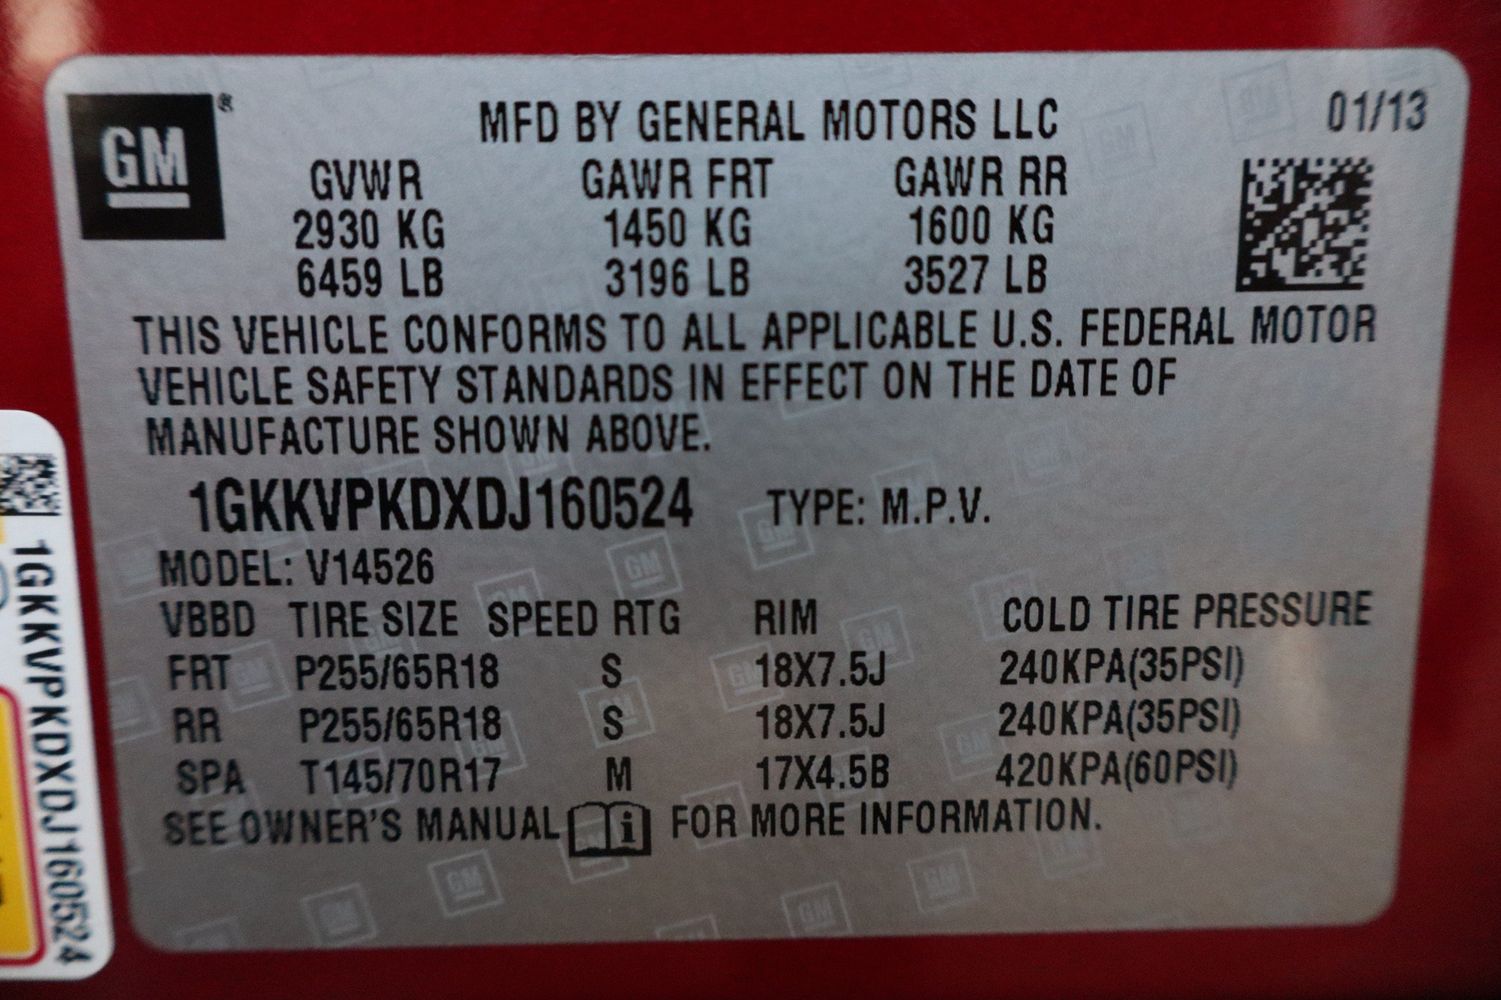 GM®
MFD BY GENERAL MOTORS LLC 01/13
GVWR GAWR FRT GAWR RR
2930 KG 1450 KG 1600 KG
6459 LB 3196 LB 3527 LB
THIS VEHICLE CONFORMS TO ALL APPLICABLE U.S. FEDERAL MOTOR
VEHICLE SAFETY STANDARDS IN EFFECT ON THE DATE OF
MANUFACTURE SHOWN ABOVE.
1GKKVPKDXDJ160524 TYPE: M.P.V.
MODEL: V14526
VBBD TIRE SIZE SPEED RTG RIM COLD TIRE PRESSURE
FRT P255/65R18 S 18X7.5J 240KPA(35PSI)
RR P255/65R18 S 18X7.5J 240KPA(35PSI)
SPA T145/70R17 M 17X4.5B 420KPA(60PSI)
SEE OWNER'S MANUAL i FOR MORE INFORMATION.
1GKKVPKDXDJ160524